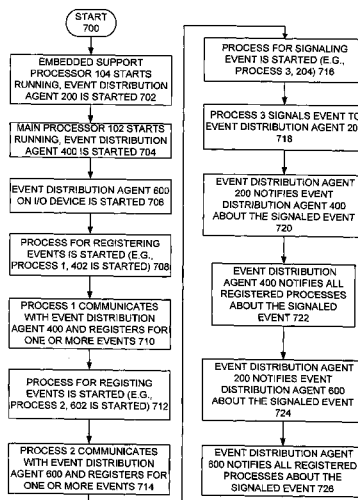 START
700
EMBEDDED SUPPORT
PROCESSOR 104 STARTS
RUNNING, EVENT DISTRIBUTION
AGENT 200 IS STARTED 702
MAIN PROCESSOR 102 STARTS
RUNNING, EVENT DISTRIBUTION
AGENT 400 IS STARTED 704
EVENT DISTRIBUTION AGENT 600
ON I/O DEVICE IS STARTED 706
PROCESS FOR REGISTERING
EVENTS IS STARTED (E.G.,
PROCESS 1, 402 IS STARTED) 708
PROCESS 1 COMMUNICATES
WITH EVENT DISTRIBUTION
AGENT 400 AND REGISTERS FOR
ONE OR MORE EVENTS 710
PROCESS FOR REGISTING
EVENTS IS STARTED (E.G.,
PROCESS 2, 602 IS STARTED) 712
PROCESS 2 COMMUNICATES
WITH EVENT DISTRIBUTION
AGENT 600 AND REGISTERS FOR
ONE OR MORE EVENTS 714
PROCESS FOR SIGNALING
EVENT IS STARTED (E.G.,
PROCESS 3, 204) 716
PROCESS 3 SIGNALS EVENT TO
EVENT DISTRIBUTION AGENT 20
718
EVENT DISTRIBUTION AGENT
200 NOTIFIES EVENT
DISTRIBUTION AGENT 400
ABOUT THE SIGNALED EVENT
720
EVENT DISTRIBUTION
AGENT 400 NOTIFIES ALL
REGISTERED PROCESSES
ABOUT THE SIGNALED
EVENT 722
EVENT DISTRIBUTION AGENT
200 NOTIFIES EVENT
DISTRIBUTION AGENT 600
ABOUT THE SIGNALED EVENT
724
EVENT DISTRIBUTION AGENT
600 NOTIFIES ALL REGISTERED
PROCESSES ABOUT THE
SIGNALED EVENT 726